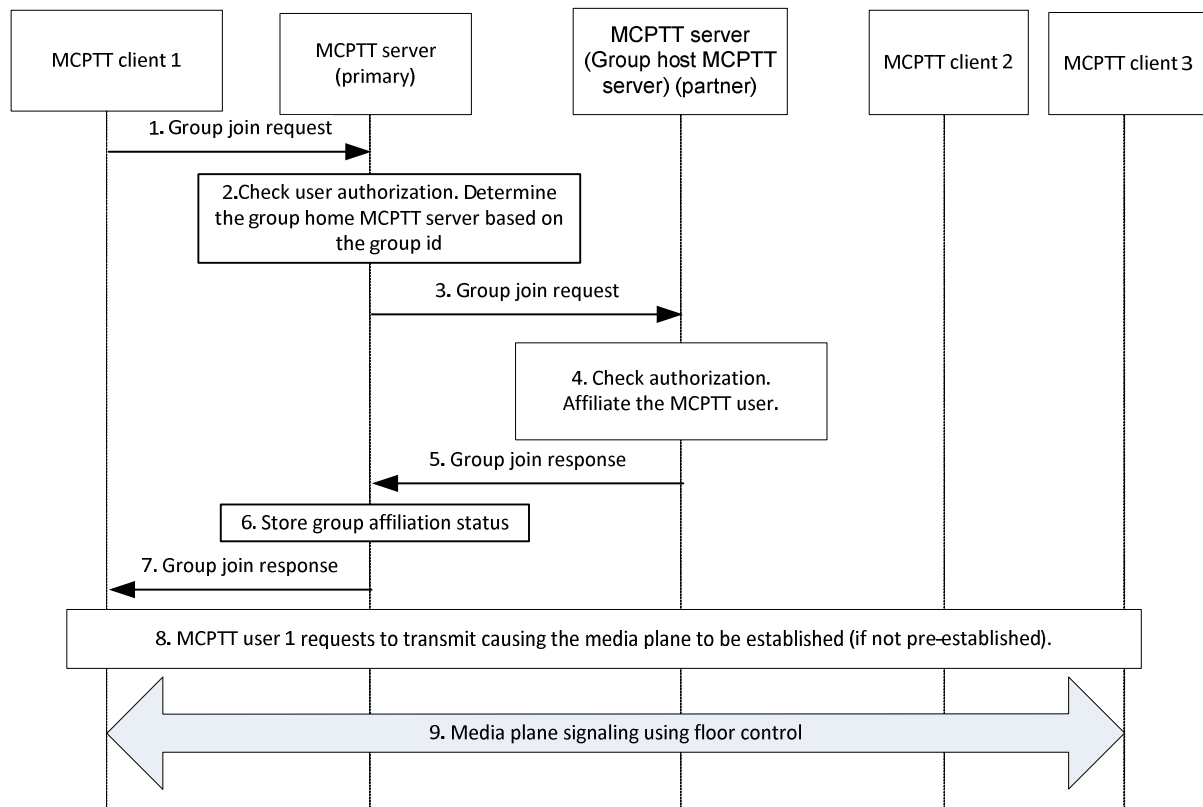 MCPTT client 1
MCPTT server
(primary)
MCPTT server
(Group host MCPTT
server) (partner)
MCPTT client 2
MCPTT client 3
1. Group join request
2.Check user authorization. Determine
the group home MCPTT server based on
the group id
3. Group join request
4. Check authorization.
Affiliate the MCPTT user.
5. Group join response
6. Store group affiliation status
7. Group join response
8. MCPTT user 1 requests to transmit causing the media plane to be established (if not pre-established).
9. Media plane signaling using floor control